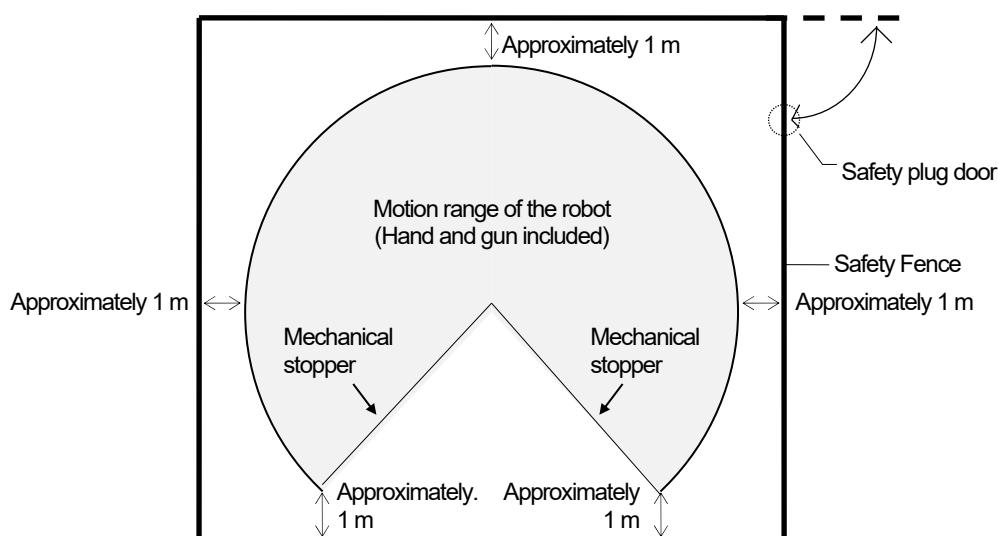 Approximately 1 m
Safety plug door
Motion range of the robot
(Hand and gun included)
Safety Fence
Approximately 1 m
Approximately 1 m
Mechanical
stopper
Mechanical
stopper
Approximately.
1 m
Approximately
1 m